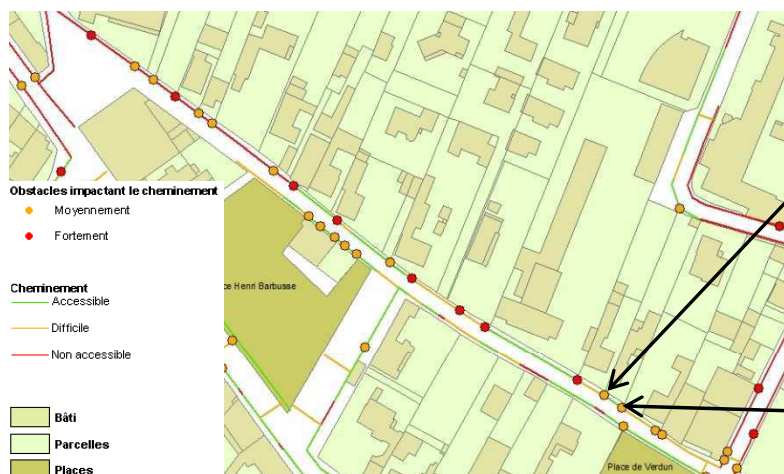 Obstacles impactant le cheminement
Moyennement
Fortement
Cheminement
Accessible
Difficile
Non accessible
Bâti
Parcelles
Places
ce Henri Barbusse
Place de Verdun